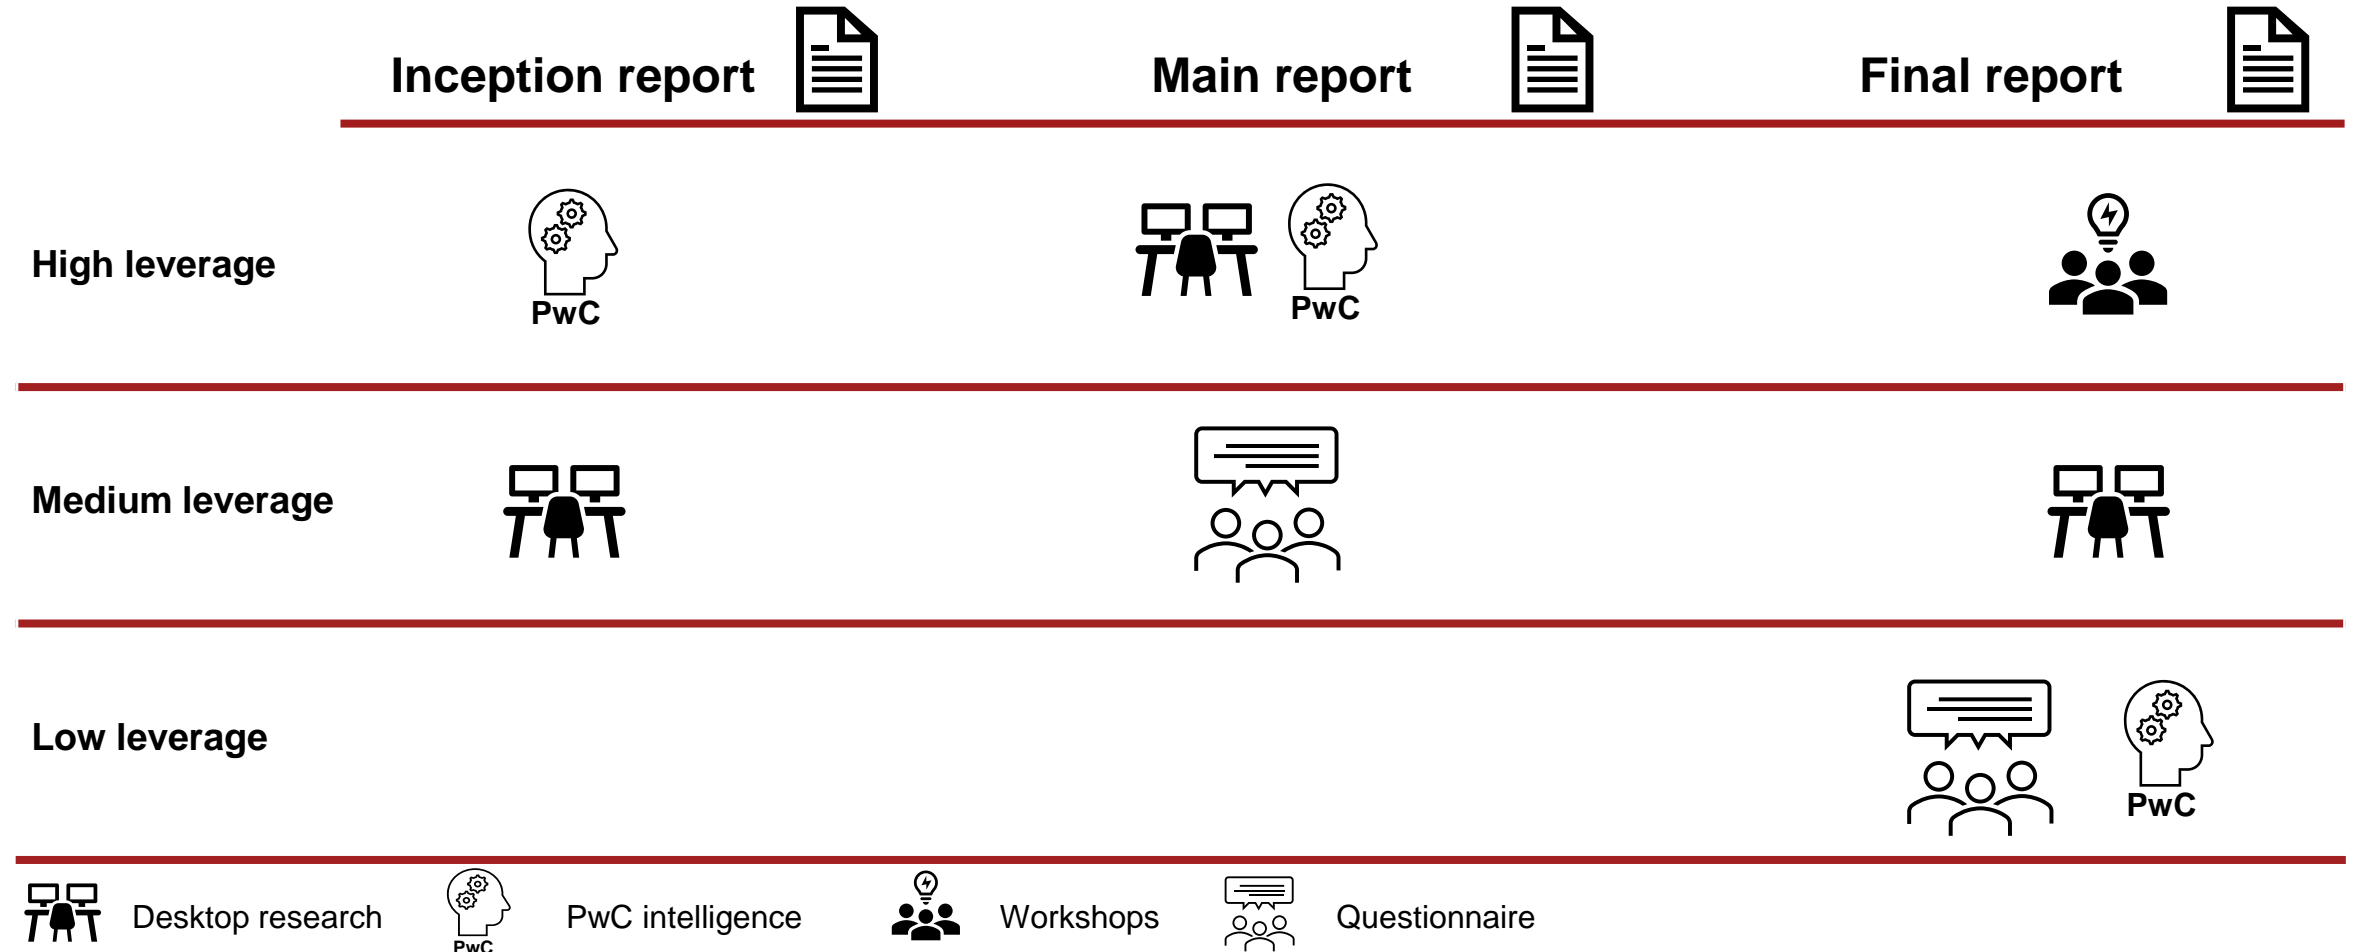 Inception report
Main report
Final report
High leverage
PwC
PwC
Medium leverage
Low leverage
PwC
Desktop research
PwC
PwC intelligence
Workshops
Questionnaire